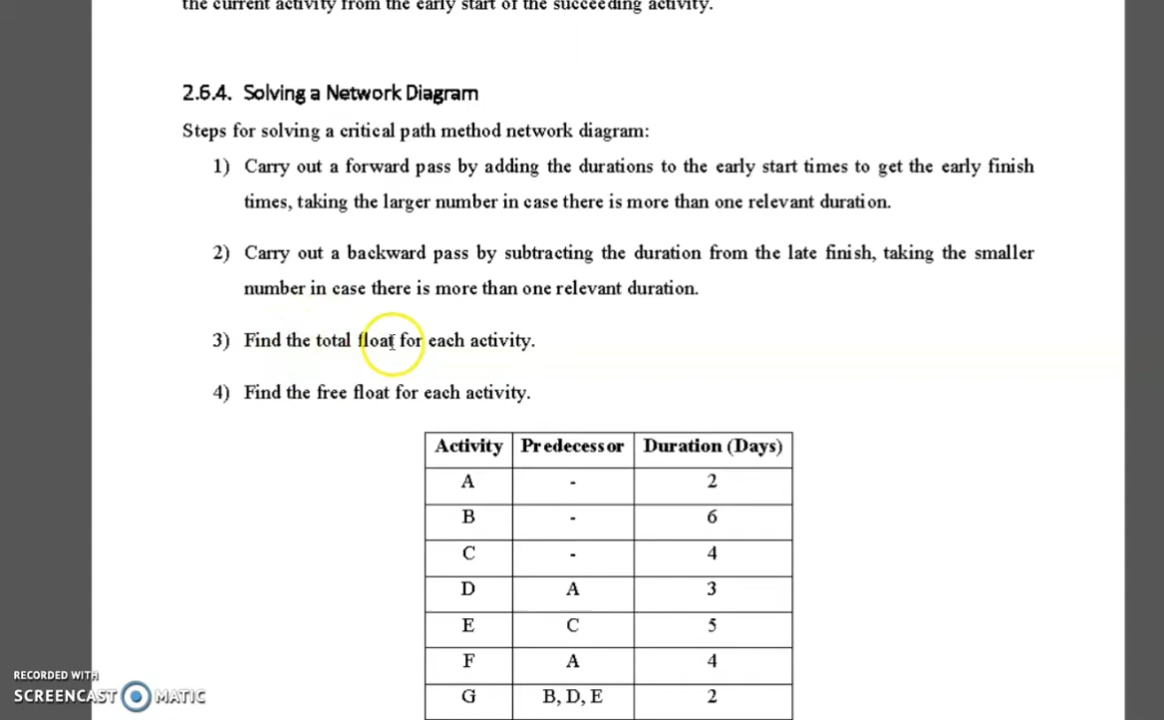 the current activity from the early start of the succeeding activity.
2.6.4. Solving a Network Diagram
Steps for solving a critical path method network diagram:
1) Carry out a forward pass by adding the durations to the early start times to get the early finish
times, taking the larger number in case there is more than one relevant duration.
2) Carry out a backward pass by subtracting the duration from the late finish, taking the smaller
number in case there is more than one relevant duration.
3) Find the total float for each activity.
4) Find the free float for each activity.
Activity Predecessor Duration (Days)
A - 2
B - 6
C - 4
D A 3
E C 5
F A 4
G B, D, E 2
RECORDED WITH
SCREENCAST MATIC